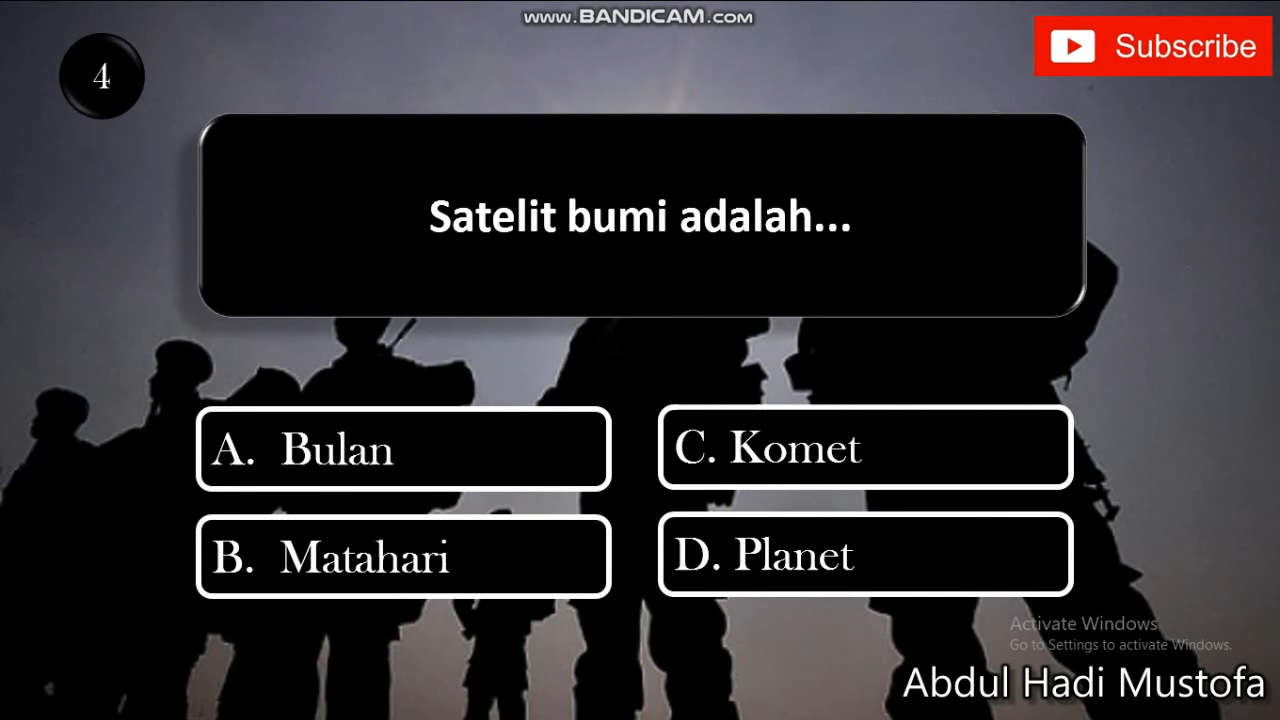 www.BANDICAM.com
Subscribe
4
Satelit bumi adalah...
A. Bulan
C. Komet
B. Matahari
D. Planet
Activate Windows
Go to Settings to activate Windows.
Abdul Hadi Mustofa